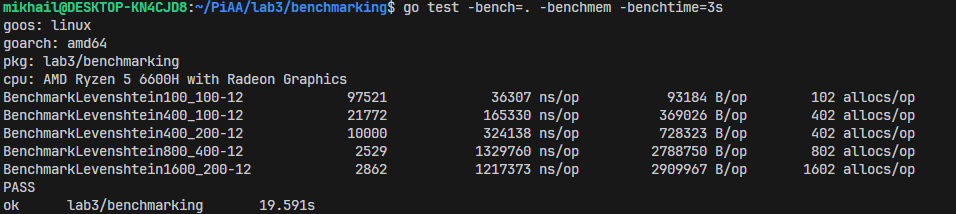 mikhail@DESKTOP-KN4CJD8:~/PiAA/lab3/benchmarking$ go test -bench=. -benchmem -benchtime=3s
goos: linux
goarch: amd64
pkg: lab3/benchmarking
cpu: AMD Ryzen 5 6600H with Radeon Graphics
BenchmarkLevenshtein100_100-12 97521 36307 ns/op 93184 B/op 102 allocs/op
BenchmarkLevenshtein400_100-12 21772 165330 ns/op 369026 B/op 402 allocs/op
BenchmarkLevenshtein400_200-12 10000 324138 ns/op 728323 B/op 402 allocs/op
BenchmarkLevenshtein800_400-12 2529 1329760 ns/op 2788750 B/op 802 allocs/op
BenchmarkLevenshtein1600_200-12 2862 1217373 ns/op 2909967 B/op 1602 allocs/op
PASS
ok lab3/benchmarking 19.591s